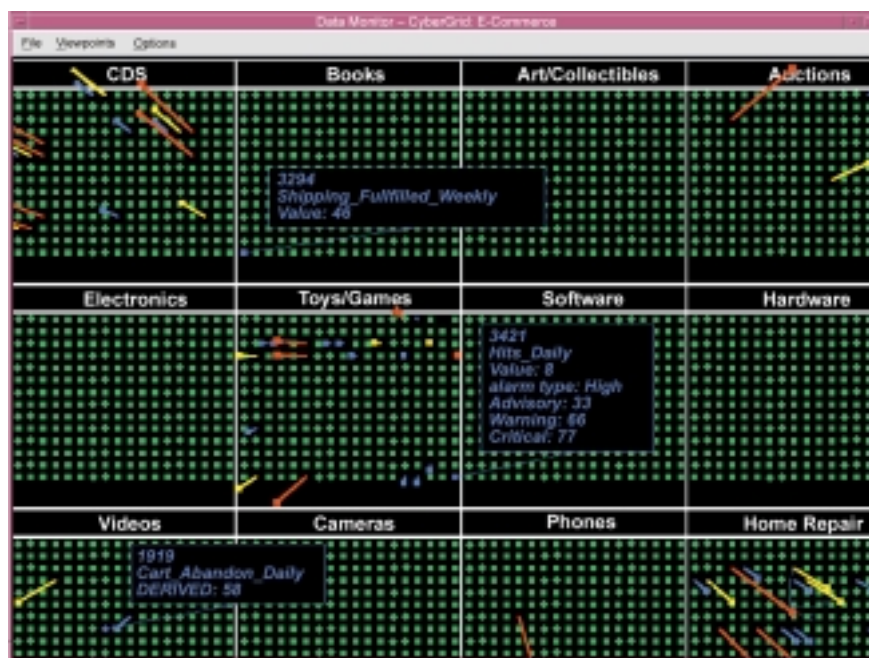 Data Monitor – CyberGrid: E-Commerce
File Viewpoints Options
CDS Books Art/Collectibles Auctions
3294
Shipping_Fullfilled_Weekly
Value: 46
Electronics Toys/Games Software Hardware
3421
Hits_Daily
Value: 8
alarm type: High
Advisory: 33
Warning: 66
Critical: 77
Videos Cameras Phones Home Repair
1919
Cart_Abandon_Daily
DERIVED: 58